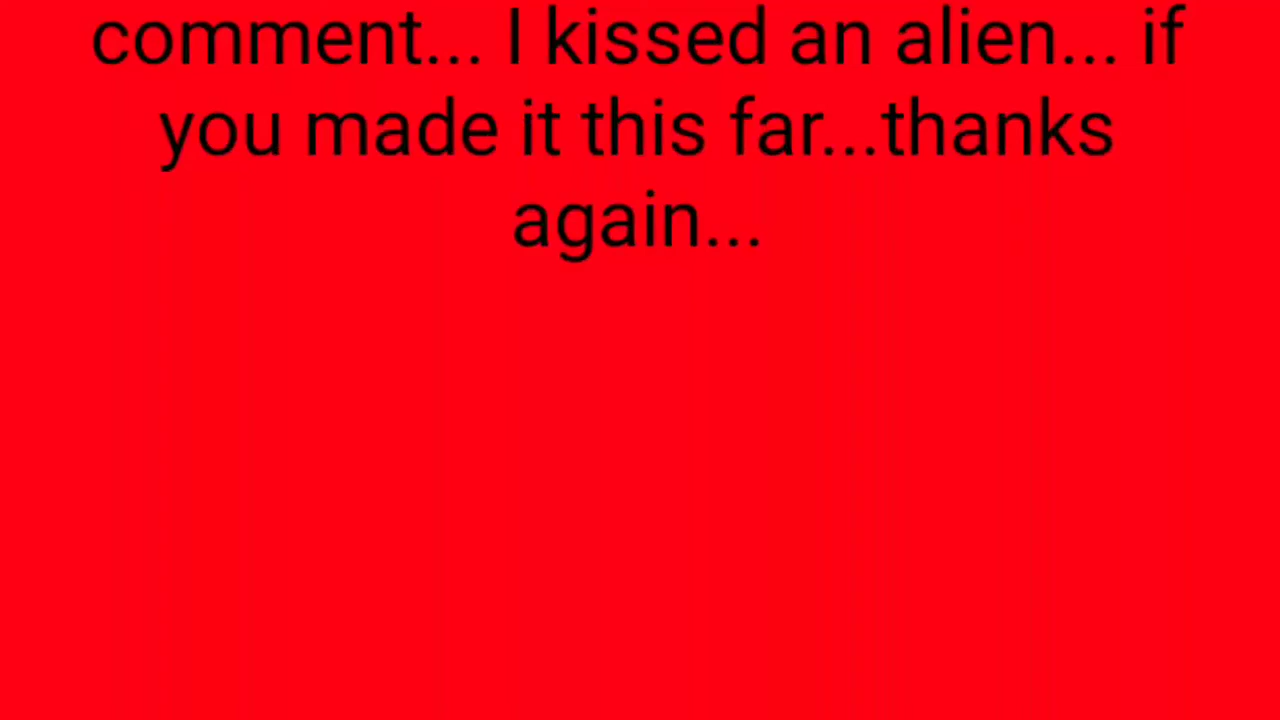 comment... I kissed an alien... if
you made it this far...thanks
again...